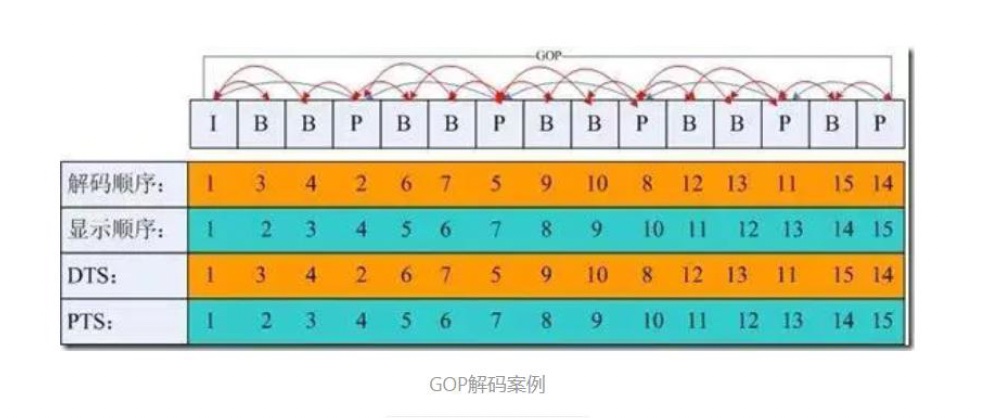 GOP
I B B P B B P B B P B B P B P
解码顺序: 1 3 4 2 6 7 5 9 10 8 12 13 11 15 14
显示顺序: 1 2 3 4 5 6 7 8 9 10 11 12 13 14 15
DTS: 1 3 4 2 6 7 5 9 10 8 12 13 11 15 14
PTS: 1 2 3 4 5 6 7 8 9 10 11 12 13 14 15
GOP解码案例